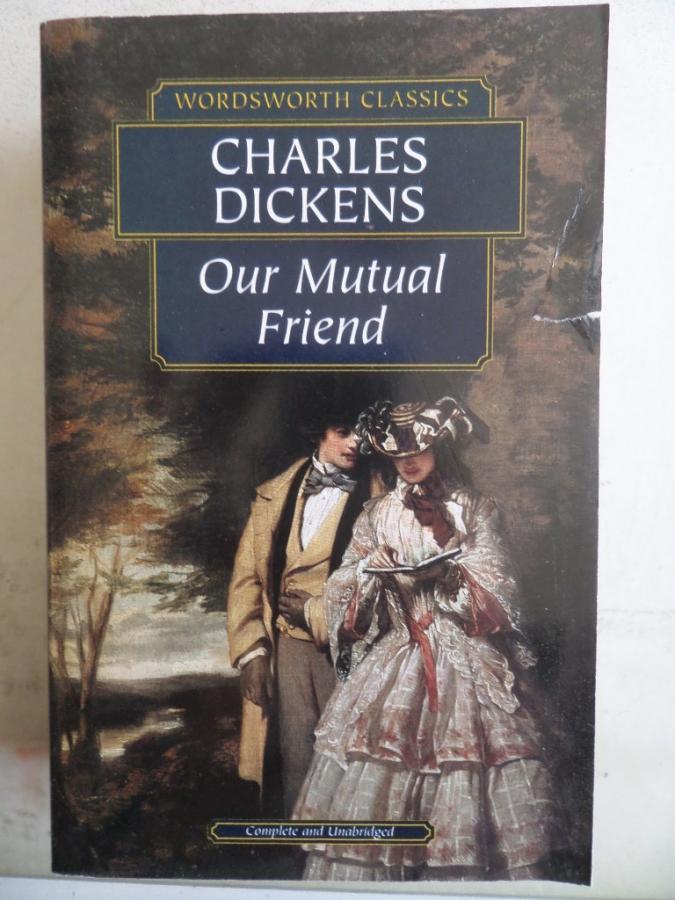 WORDSWORTH CLASSICS
CHARLES
DICKENS
Our Mutual
Friend
Complete and Unabridged